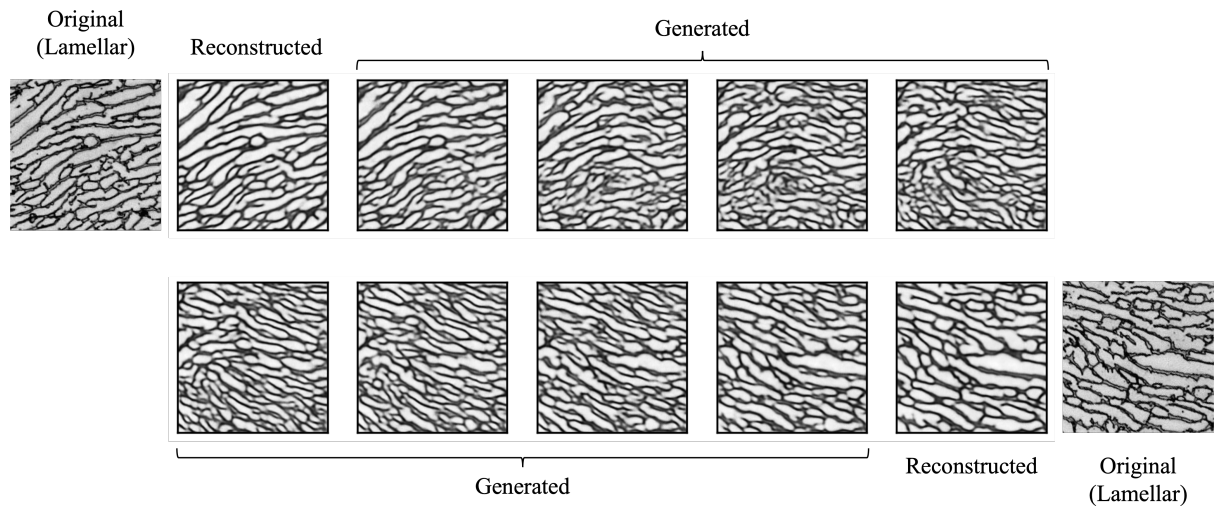 Original
(Lamellar)
Reconstructed
Generated
Generated
Reconstructed
Original
(Lamellar)